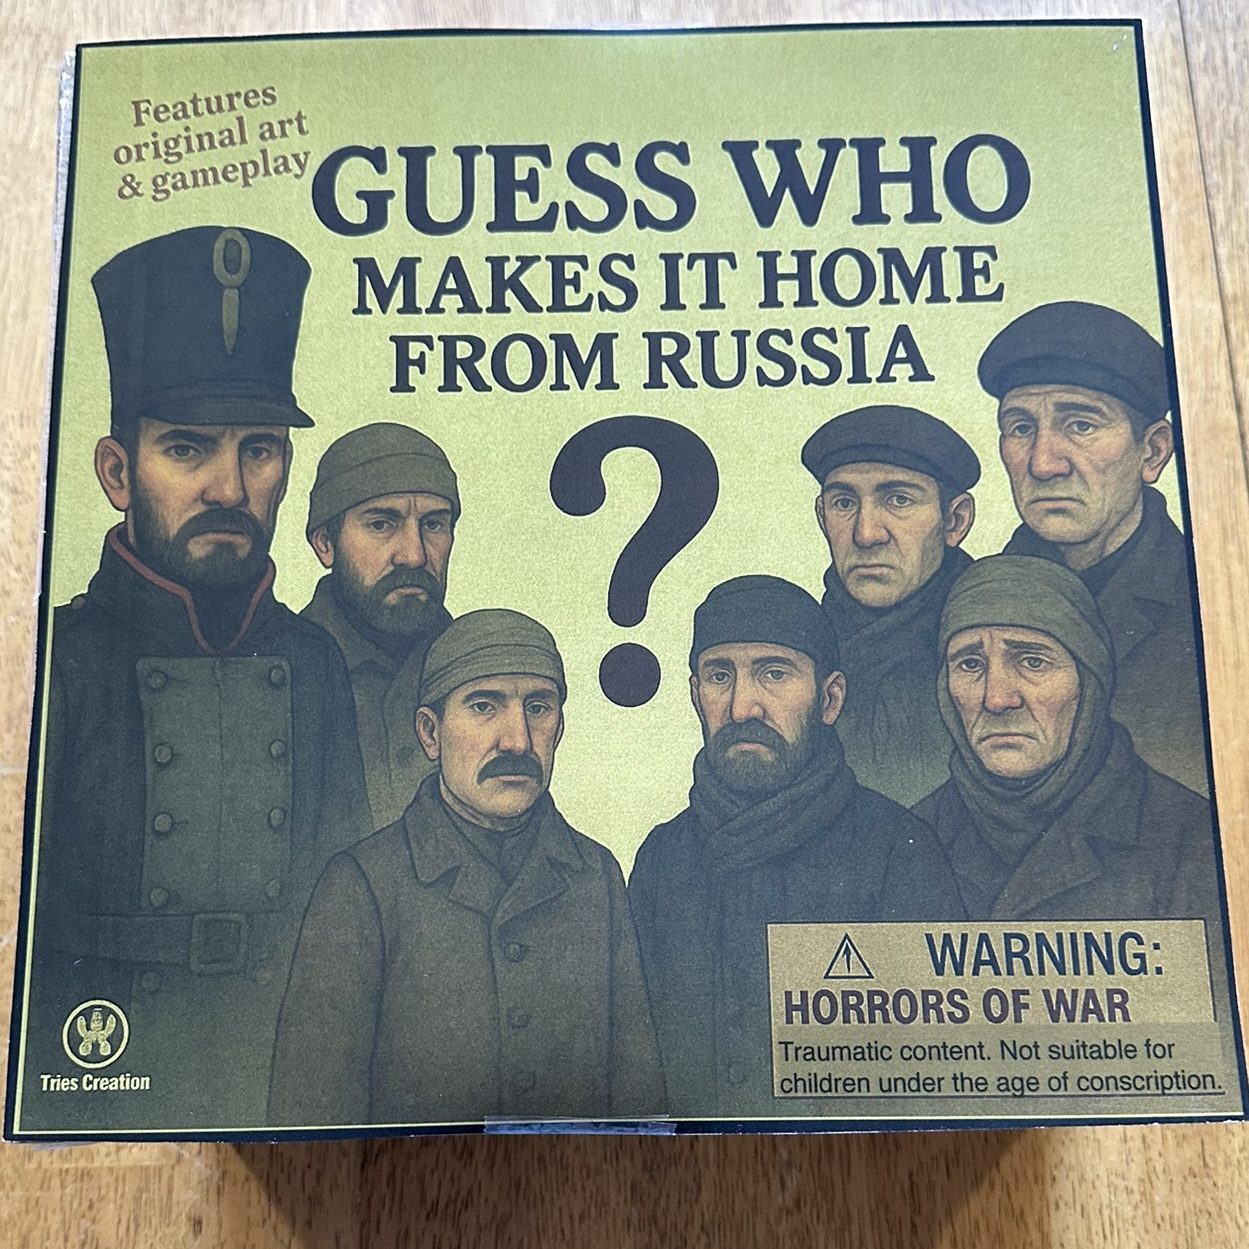 Features
original art
& gameplay
GUESS WHO
MAKES IT HOME
FROM RUSSIA
?
WARNING:
HORRORS OF WAR
Traumatic content. Not suitable for
children under the age of conscription.
Tries Creation